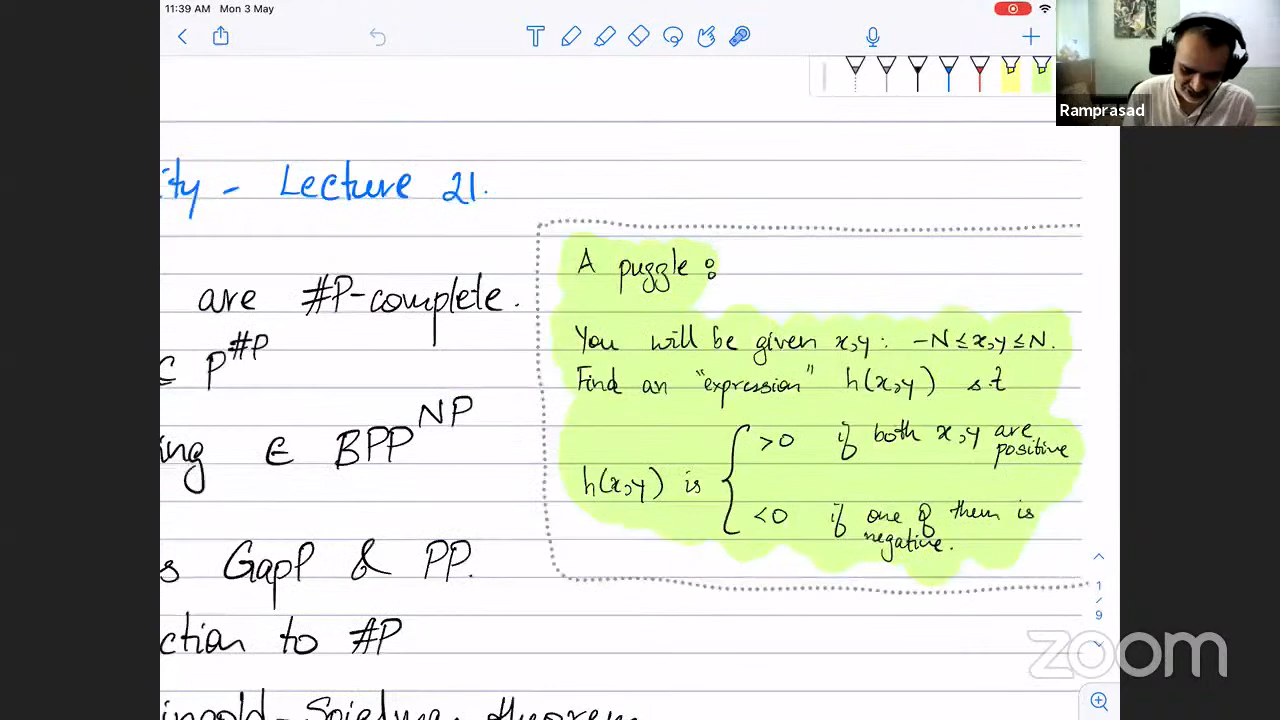 11:39 AM Mon 3 May
Ramprasad
ity - Lecture 21.
A puzzle :
are #P-complete.
You will be given x,y : -N ≤ x,y ≤ N.
⊆ P^#P
Find an "expression" h(x,y) s.t
>0 if both x,y are positive
ing ∈ BPP^NP
h(x,y) is
<0 if one of them is negative.
s GapP & PP.
1
/
9
ction to #P
zoom
theorem